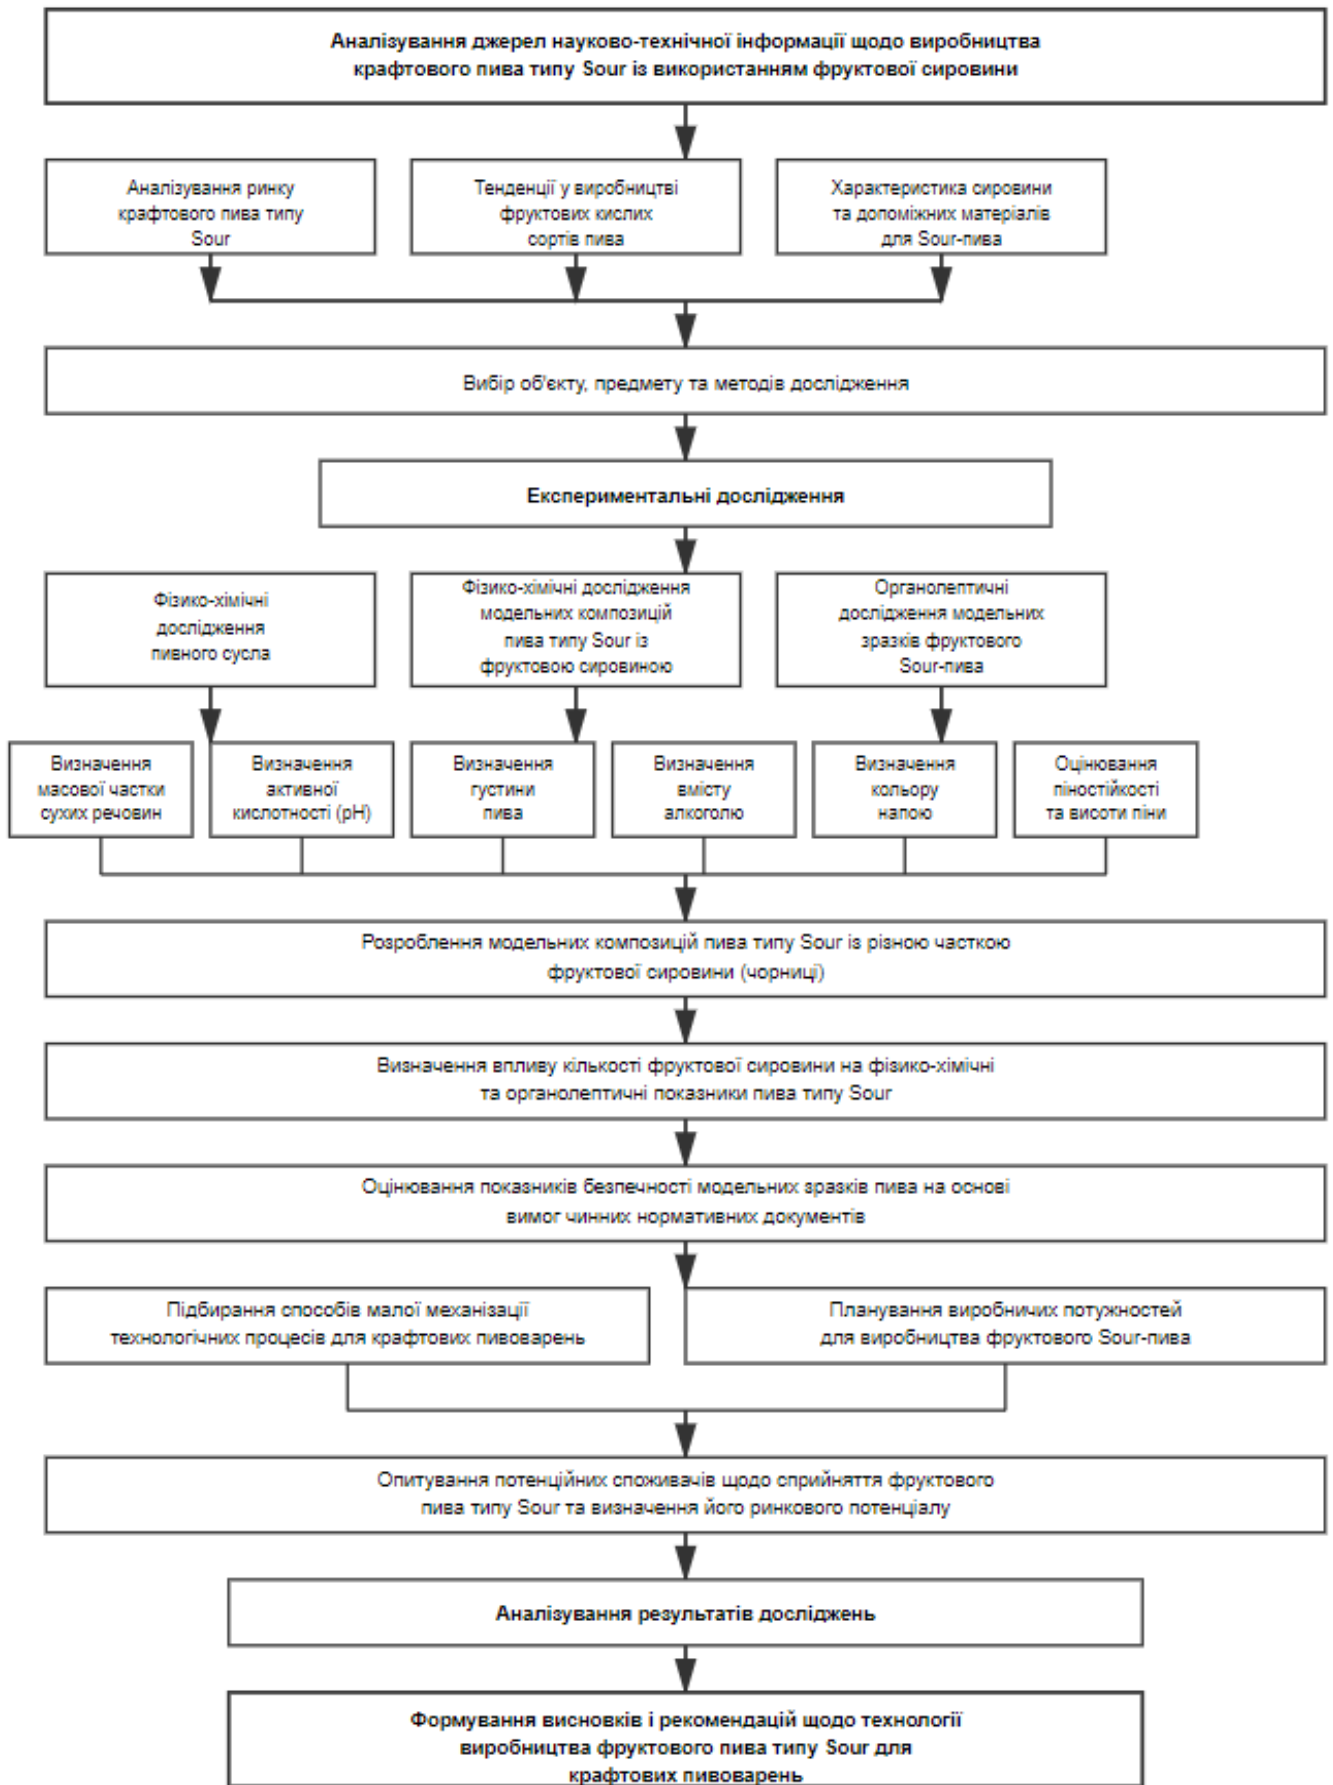 Аналізування джерел науково-технічної інформації щодо виробництва
крафтового пива типу Sour із використанням фруктової сировини
Аналізування ринку
крафтового пива типу
Sour
Тенденції у виробництві
фруктових кислих
сортів пива
Характеристика сировини
та допоміжних матеріалів
для Sour-пива
Вибір об'єкту, предмету та методів дослідження
Експериментальні дослідження
Фізико-хімічні
дослідження
пивного сусла
Фізико-хімічні дослідження
модельних композицій
пива типу Sour із
фруктовою сировиною
Органолептичні
дослідження модельних
зразків фруктового
Sour-пива
Визначення
масової частки
сухих речовин
Визначення
активної
кислотності (pH)
Визначення
густини
пива
Визначення
вмісту
алкоголю
Визначення
кольору
напою
Оцінювання
піностійкості
та висоти піни
Розроблення модельних композицій пива типу Sour із різною часткою
фруктової сировини (чорниці)
Визначення впливу кількості фруктової сировини на фізико-хімічні
та органолептичні показники пива типу Sour
Оцінювання показників безпечності модельних зразків пива на основі
вимог чинних нормативних документів
Підбирання способів малої механізації
технологічних процесів для крафтових пивоварень
Планування виробничих потужностей
для виробництва фруктового Sour-пива
Опитування потенційних споживачів щодо сприйняття фруктового
пива типу Sour та визначення його ринкового потенціалу
Аналізування результатів досліджень
Формування висновків і рекомендацій щодо технології
виробництва фруктового пива типу Sour для
крафтових пивоварень